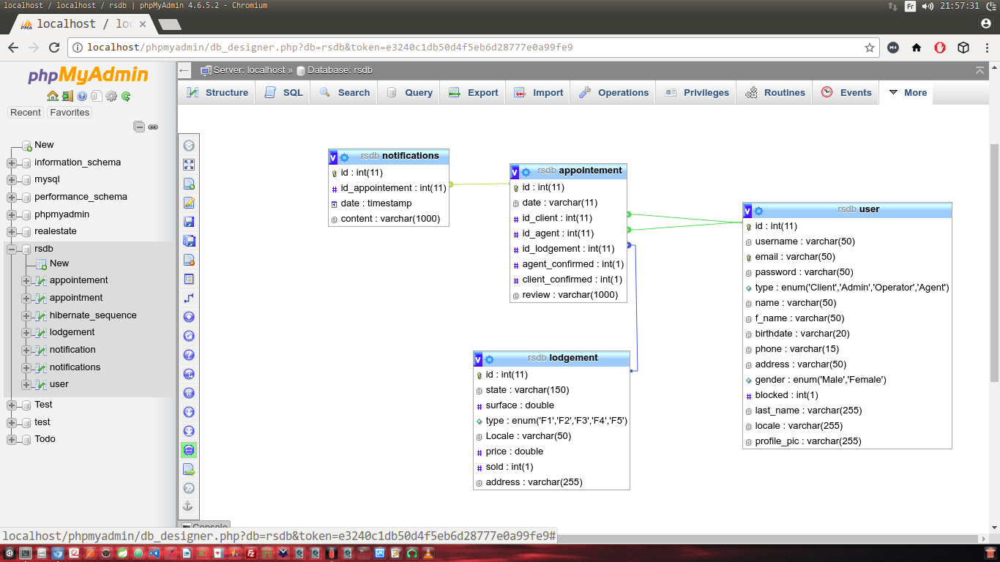 localhost / localhost / rsdb | phpMyAdmin 4.6.5.2 - Chromium
Fr
21:57:31
PMA
localhost / loc
localhost/phpmyadmin/db_designer.php?db=rsdb&token=e3240c1db50d4f5eb6d28777e0a99fe9
phpMyAdmin
Recent
Favorites
New
information_schema
mysql
performance_schema
phpmyadmin
realestate
rsdb
New
appointement
appointment
hibernate_sequence
lodgement
notification
notifications
user
Test
test
Todo
Server: localhost » Database: rsdb
Structure
SQL
Search
Query
Export
Import
Operations
Privileges
Routines
Events
More
v rsdb notifications
id : int(11)
# id_appointement : int(11)
date : timestamp
content : varchar(1000)
v rsdb appointement
id : int(11)
date : varchar(11)
# id_client : int(11)
# id_agent : int(11)
# id_lodgement : int(11)
# agent_confirmed : int(1)
# client_confirmed : int(1)
review : varchar(1000)
v rsdb user
id : int(11)
username : varchar(50)
email : varchar(50)
password : varchar(50)
type : enum('Client','Admin','Operator','Agent')
name : varchar(50)
f_name : varchar(50)
birthdate : varchar(20)
phone : varchar(15)
address : varchar(50)
gender : enum('Male','Female')
# blocked : int(1)
last_name : varchar(255)
locale : varchar(255)
profile_pic : varchar(255)
v rsdb lodgement
id : int(11)
state : varchar(150)
# surface : double
type : enum('F1','F2','F3','F4','F5')
Locale : varchar(50)
# price : double
# sold : int(1)
address : varchar(255)
Console
localhost/phpmyadmin/db_designer.php?db=rsdb&token=e3240c1db50d4f5eb6d28777e0a99fe9#